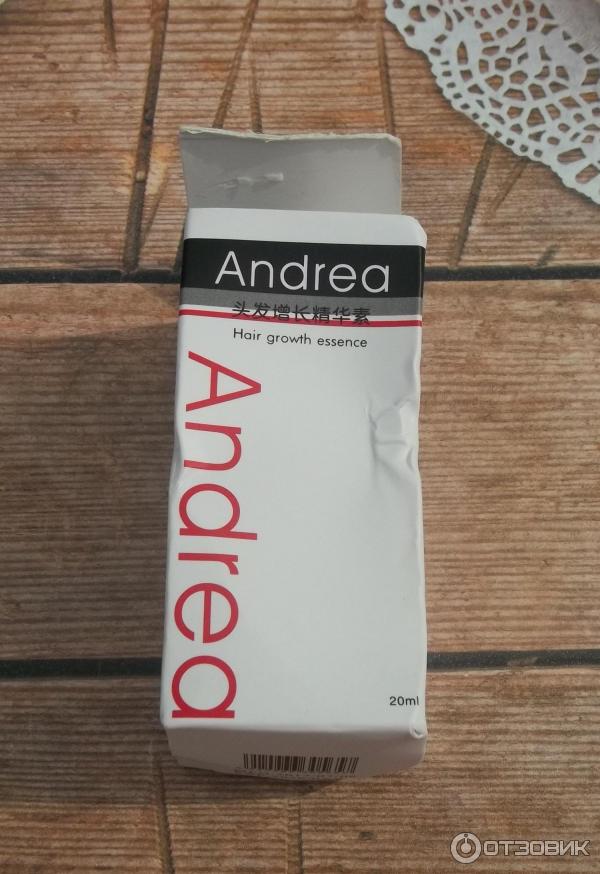 Andrea
头发增长精华素
Hair growth essence
Andrea
20ml
ОТЗОВИК